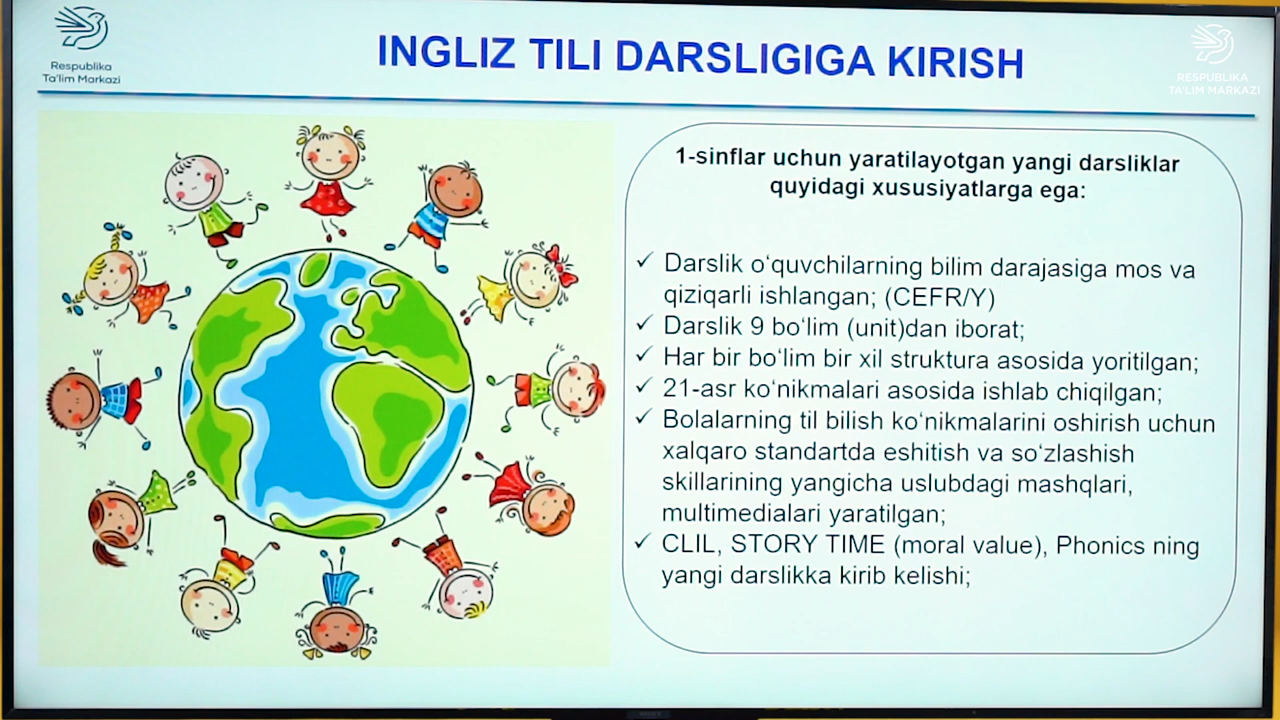 Respublika
Ta'lim Markazi
INGLIZ TILI DARSLIGIGA KIRISH
RESPUBLIKA
TA'LIM MARKAZI
1-sinflar uchun yaratilayotgan yangi darsliklar
quyidagi xususiyatlarga ega:
✓ Darslik o‘quvchilarning bilim darajasiga mos va
qiziqarli ishlangan; (CEFR/Y)
✓ Darslik 9 bo‘lim (unit)dan iborat;
✓ Har bir bo‘lim bir xil struktura asosida yoritilgan;
✓ 21-asr ko‘nikmalari asosida ishlab chiqilgan;
✓ Bolalarning til bilish ko‘nikmalarini oshirish uchun
xalqaro standartda eshitish va so‘zlashish
skillarining yangicha uslubdagi mashqlari,
multimedialari yaratilgan;
✓ CLIL, STORY TIME (moral value), Phonics ning
yangi darslikka kirib kelishi;